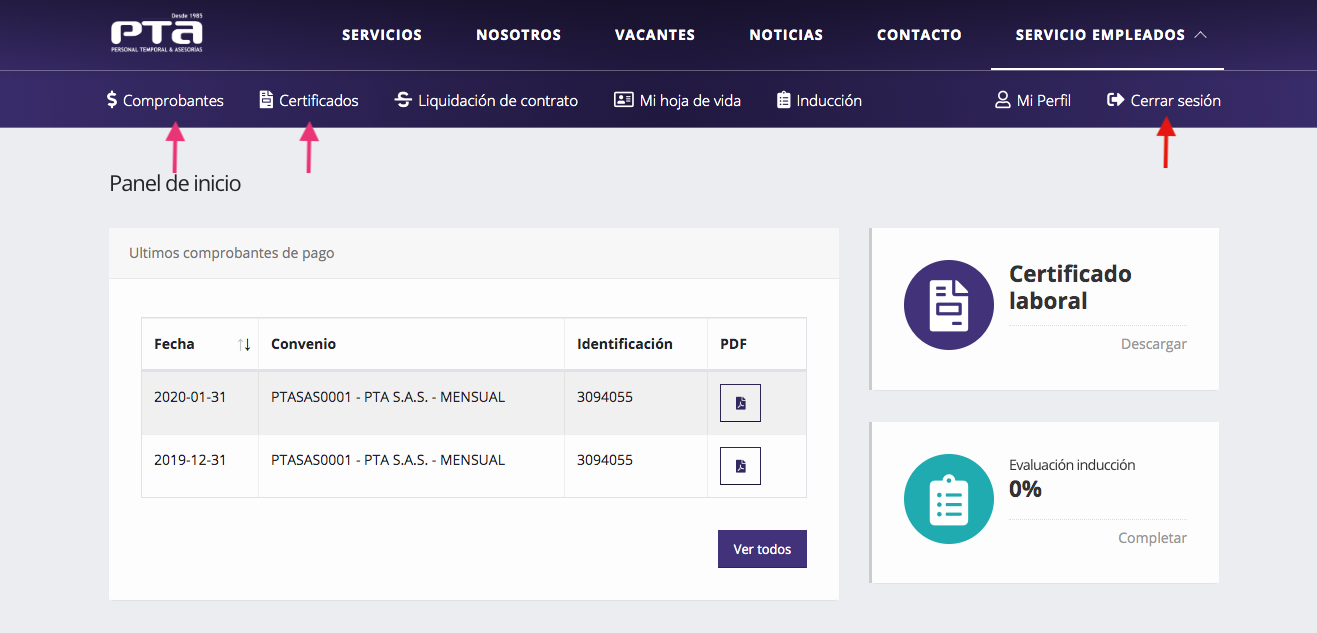 Desde 1985
PTA
PERSONAL TEMPORAL & ASESORÍAS
SERVICIOS NOSOTROS VACANTES NOTICIAS CONTACTO SERVICIO EMPLEADOS
Comprobantes Certificados Liquidación de contrato Mi hoja de vida Inducción Mi Perfil Cerrar sesión
Panel de inicio
Ultimos comprobantes de pago
Fecha Convenio Identificación PDF
2020-01-31 PTASAS0001 - PTA S.A.S. - MENSUAL 3094055
2019-12-31 PTASAS0001 - PTA S.A.S. - MENSUAL 3094055
Ver todos
Certificado
laboral
Descargar
Evaluación inducción
0%
Completar